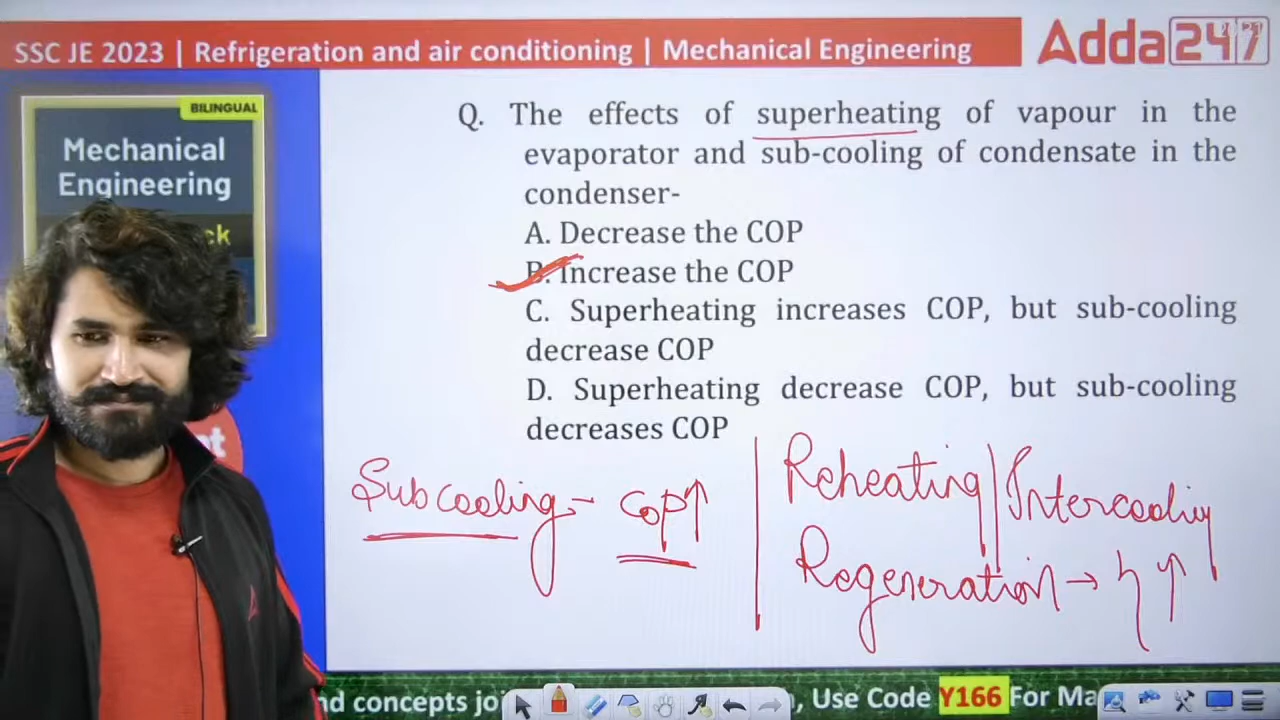 SSC JE 2023 | Refrigeration and air conditioning | Mechanical Engineering
Adda247
BILINGUAL
Mechanical
Engineering
Q. The effects of superheating of vapour in the
evaporator and sub-cooling of condensate in the
condenser-
A. Decrease the COP
B. Increase the COP
C. Superheating increases COP, but sub-cooling
decrease COP
D. Superheating decrease COP, but sub-cooling
decreases COP
Subcooling - COP↑
Reheating | Intercooling
Regeneration → η ↑
nd concepts joi
, Use Code Y166 For Ma